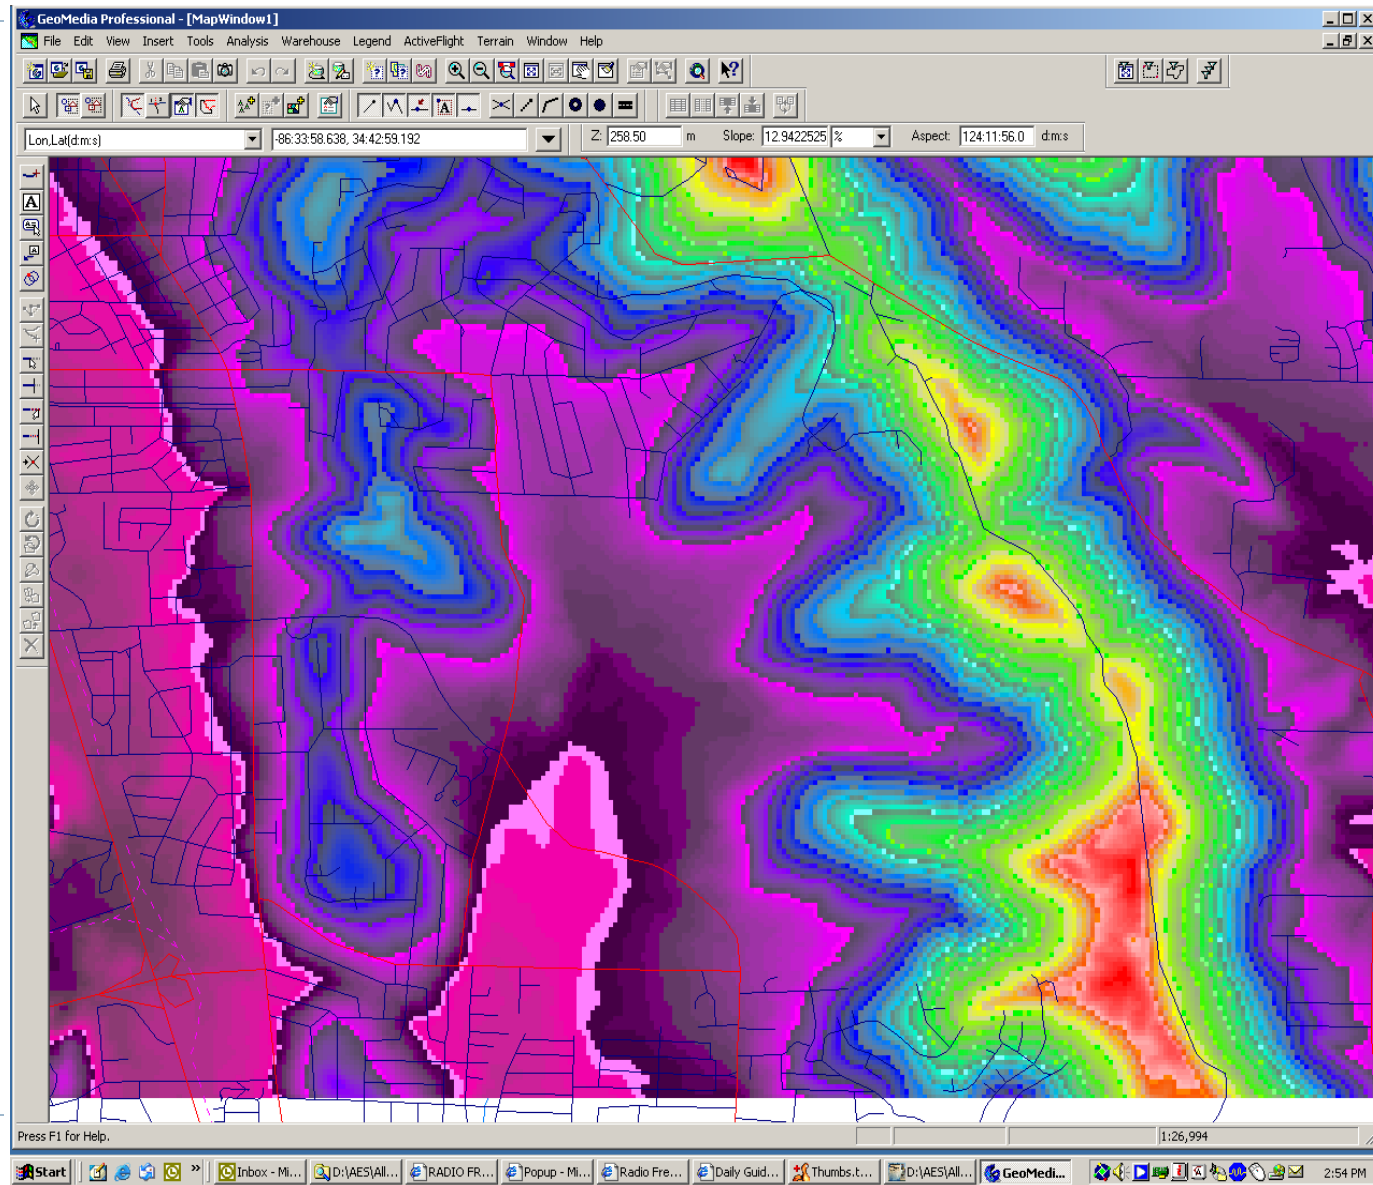 GeoMedia Professional - [MapWindow1]
File Edit View Insert Tools Analysis Warehouse Legend ActiveFlight Terrain Window Help
Lon,Lat(d:m:s) -86:33:58.638, 34:42:59.192 Z: 258.50 m Slope: 12.9422525 % Aspect: 124:11:56.0 d:m:s
Press F1 for Help. 1:26,994
Start » Inbox - Mi... D:\AES\All... RADIO FR... Popup - Mi... Radio Fre... Daily Guid... Thumbs.t... D:\AES\All... GeoMedi... 2:54 PM